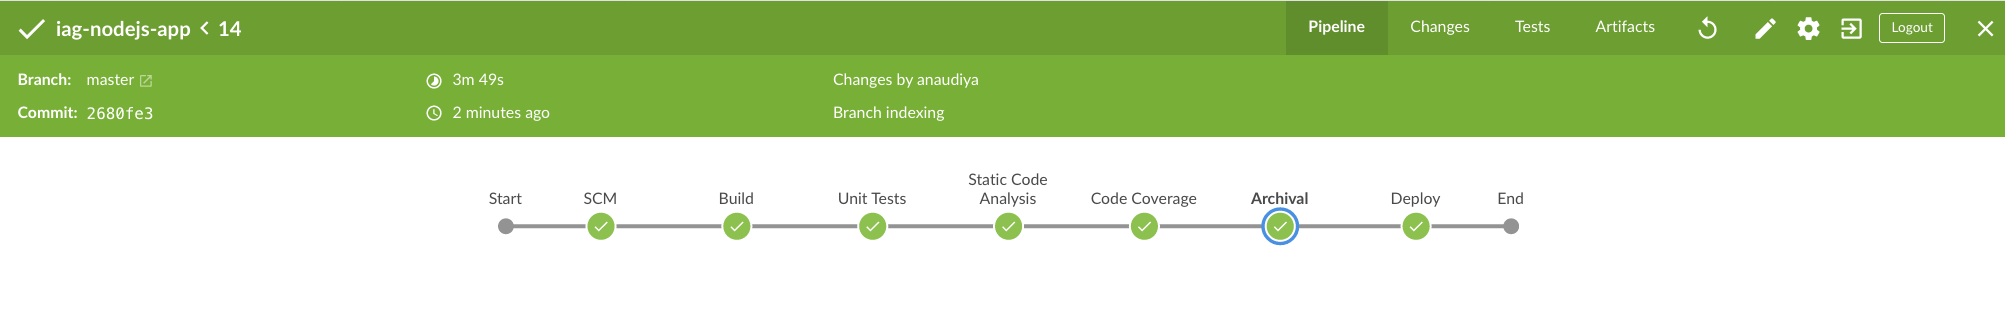 iag-nodejs-app < 14
Pipeline
Changes
Tests
Artifacts
Logout
Branch: master
3m 49s
Changes by anaudiya
Commit: 2680fe3
2 minutes ago
Branch indexing
Start
SCM
Build
Unit Tests
Static Code
Analysis
Code Coverage
Archival
Deploy
End